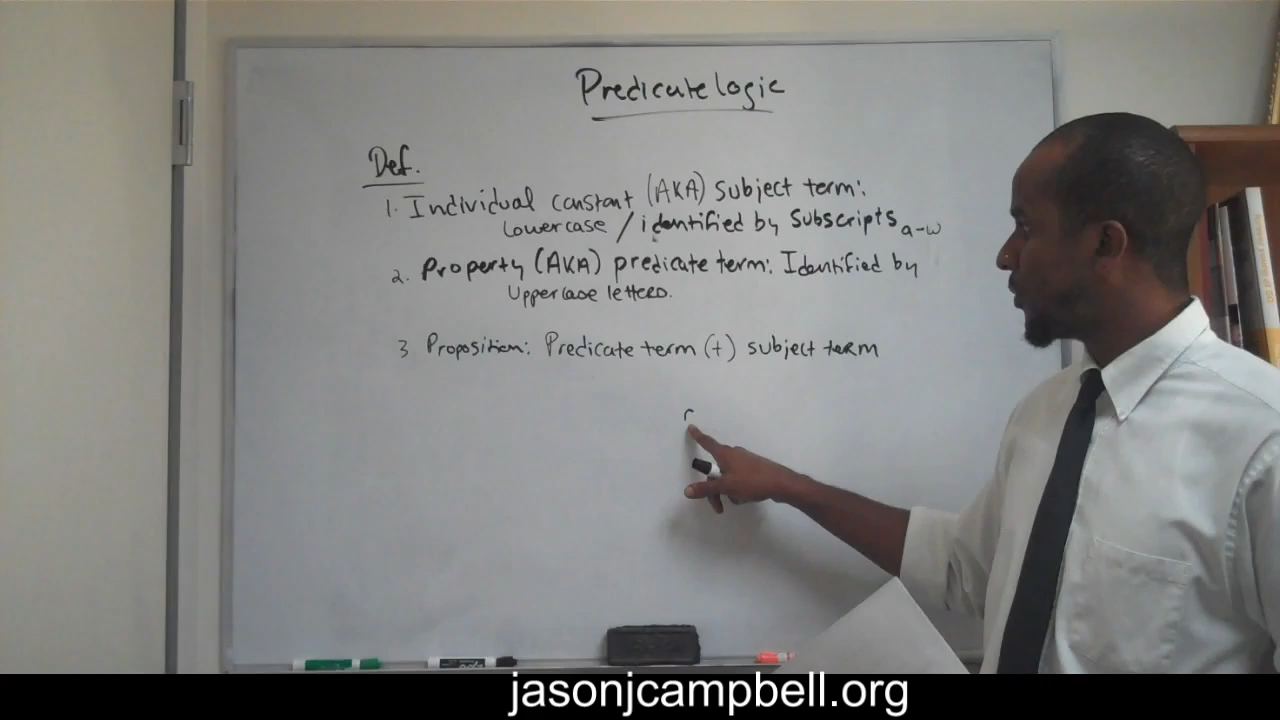 Predicate logic
Def.
1. Individual constant (AKA) subject term:
Lowercase / identified by Subscripts a-w
2. Property (AKA) predicate term: Identified by
Uppercase letters.
3 Proposition: Predicate term (+) subject term
r
jasonjcampbell.org